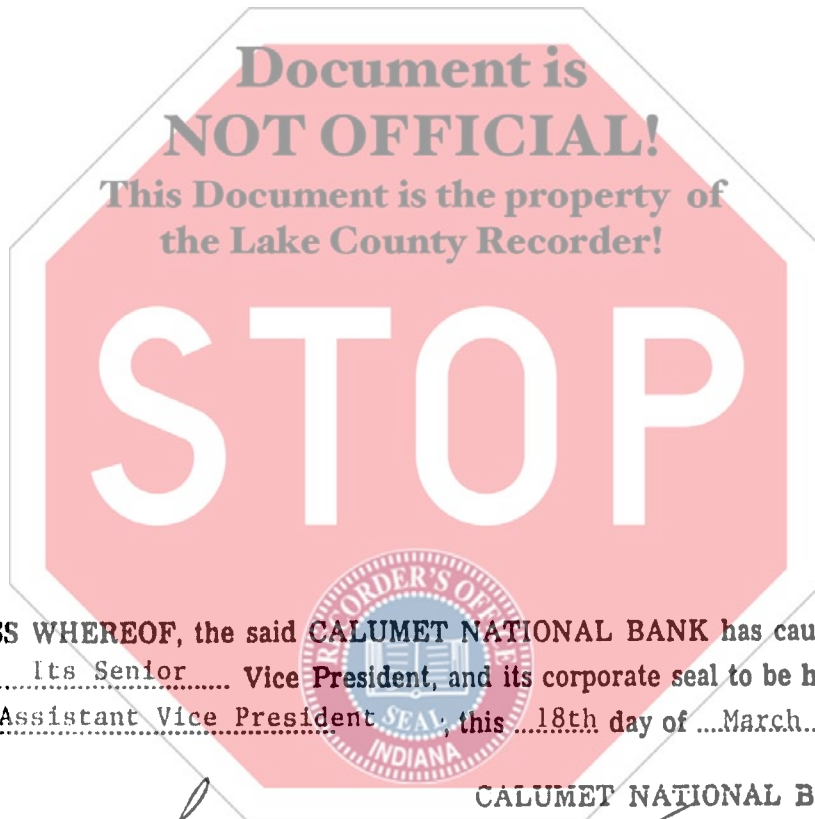 Document is
NOT OFFICIAL!
This Document is the property of
the Lake County Recorder!
STOP
RECORDER'S OFFICE
SEAL
INDIANA
SS WHEREOF, the said CALUMET NATIONAL BANK has cau
Its Senior Vice President, and its corporate seal to be h
Assistant Vice President, this 18th day of March
CALUMET NATIONAL B